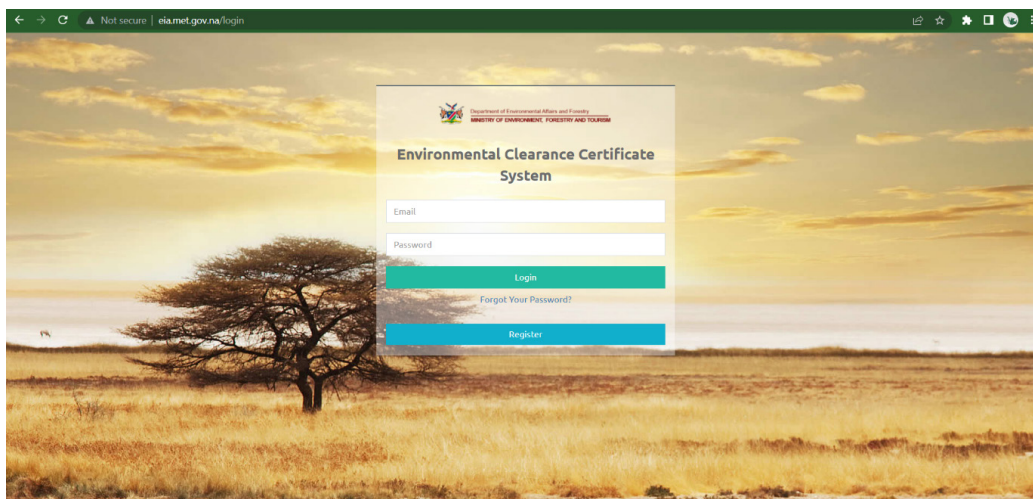 Not secure | eia.met.gov.na/login
Department of Environmental Affairs and Forestry
MINISTRY OF ENVIRONMENT, FORESTRY AND TOURISM
Environmental Clearance Certificate
System
Email
Password
Login
Forgot Your Password?
Register